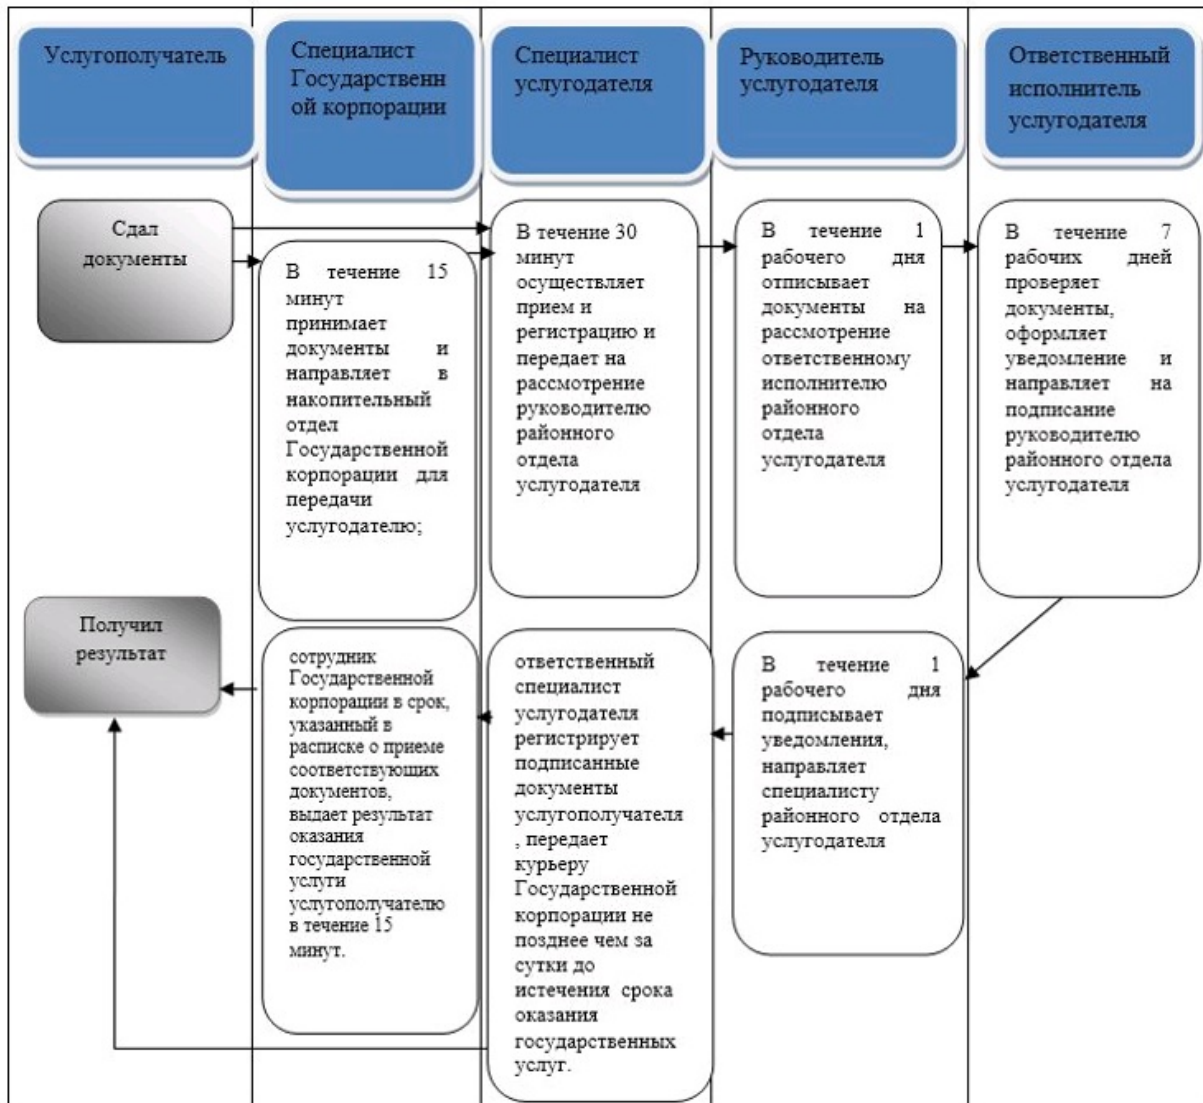 Услугополучатель
Специалист
Государственн
ой корпорации
Специалист
услугодателя
Руководитель
услугодателя
Ответственный
исполнитель
услугодателя
Сдал
документы
В течение 15
минут
принимает
документы и
направляет в
накопительный
отдел
Государственной
корпорации для
передачи
услугодателю;
В течение 30
минут
осуществляет
прием и
регистрацию и
передает на
рассмотрение
руководителю
районного
отдела
услугодателя
В течение 1
рабочего дня
отписывает
документы на
рассмотрение
ответственному
исполнителю
районного
отдела
услугодателя
В течение 7
рабочих дней
проверяет
документы,
оформляет
уведомление и
направляет на
подписание
руководителю
районного отдела
услугодателя
Получил
результат
сотрудник
Государственной
корпорации в срок,
указанный в
расписке о приеме
соответствующих
документов,
выдает результат
оказания
государственной
услуги
услугополучателю
в течение 15
минут.
ответственный
специалист
услугодателя
регистрирует
подписанные
документы
услугополучателя
, передает
курьеру
Государственной
корпорации не
позднее чем за
сутки до
истечения срока
оказания
государственных
услуг.
В течение 1
рабочего дня
подписывает
уведомления,
направляет
специалисту
районного отдела
услугодателя